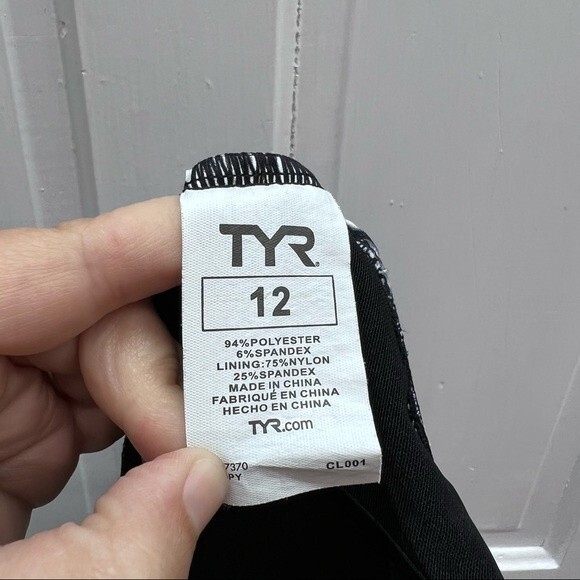 TYR
12
94%POLYESTER
6%SPANDEX
LINING:75%NYLON
25%SPANDEX
MADE IN CHINA
FABRIQUÉ EN CHINA
HECHO EN CHINA
TYR.com
CL001